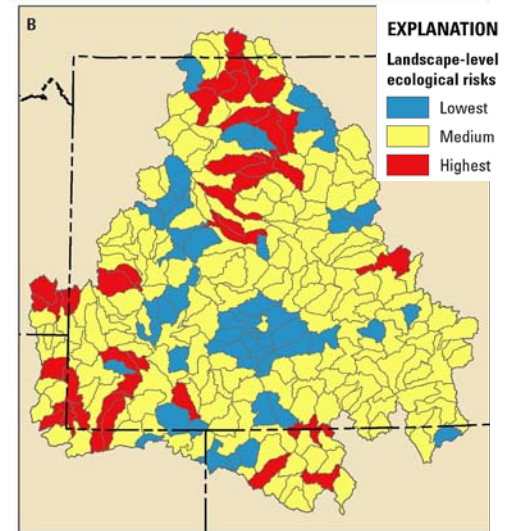 B
EXPLANATION
Landscape-level
ecological risks
Lowest
Medium
Highest